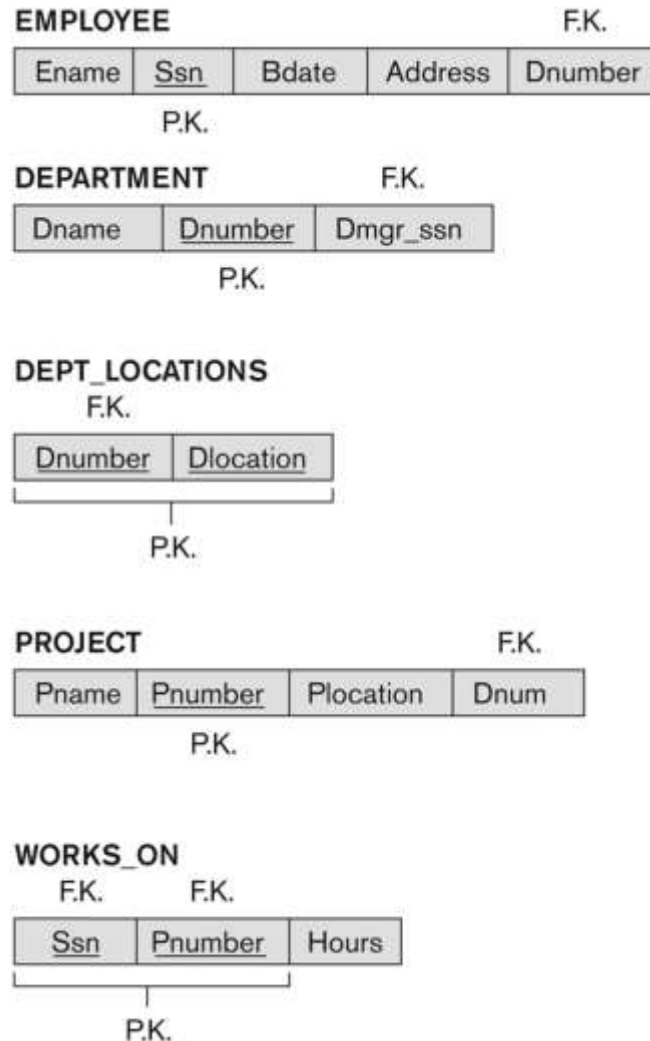 EMPLOYEE F.K.
Ename Ssn Bdate Address Dnumber
P.K.
DEPARTMENT F.K.
Dname Dnumber Dmgr_ssn
P.K.
DEPT_LOCATIONS
F.K.
Dnumber Dlocation
P.K.
PROJECT F.K.
Pname Pnumber Plocation Dnum
P.K.
WORKS_ON
F.K. F.K.
Ssn Pnumber Hours
P.K.